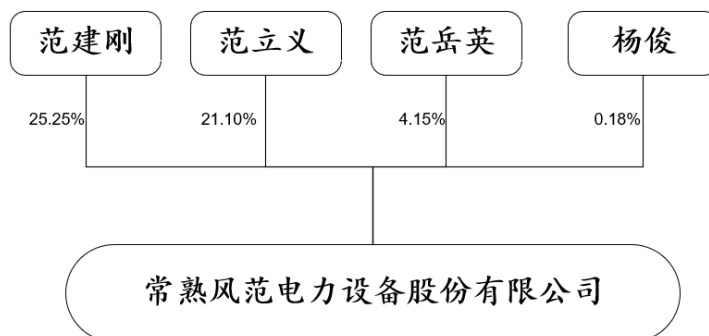 范建刚 范立义 范岳英 杨俊
25.25% 21.10% 4.15% 0.18%
常熟风范电力设备股份有限公司